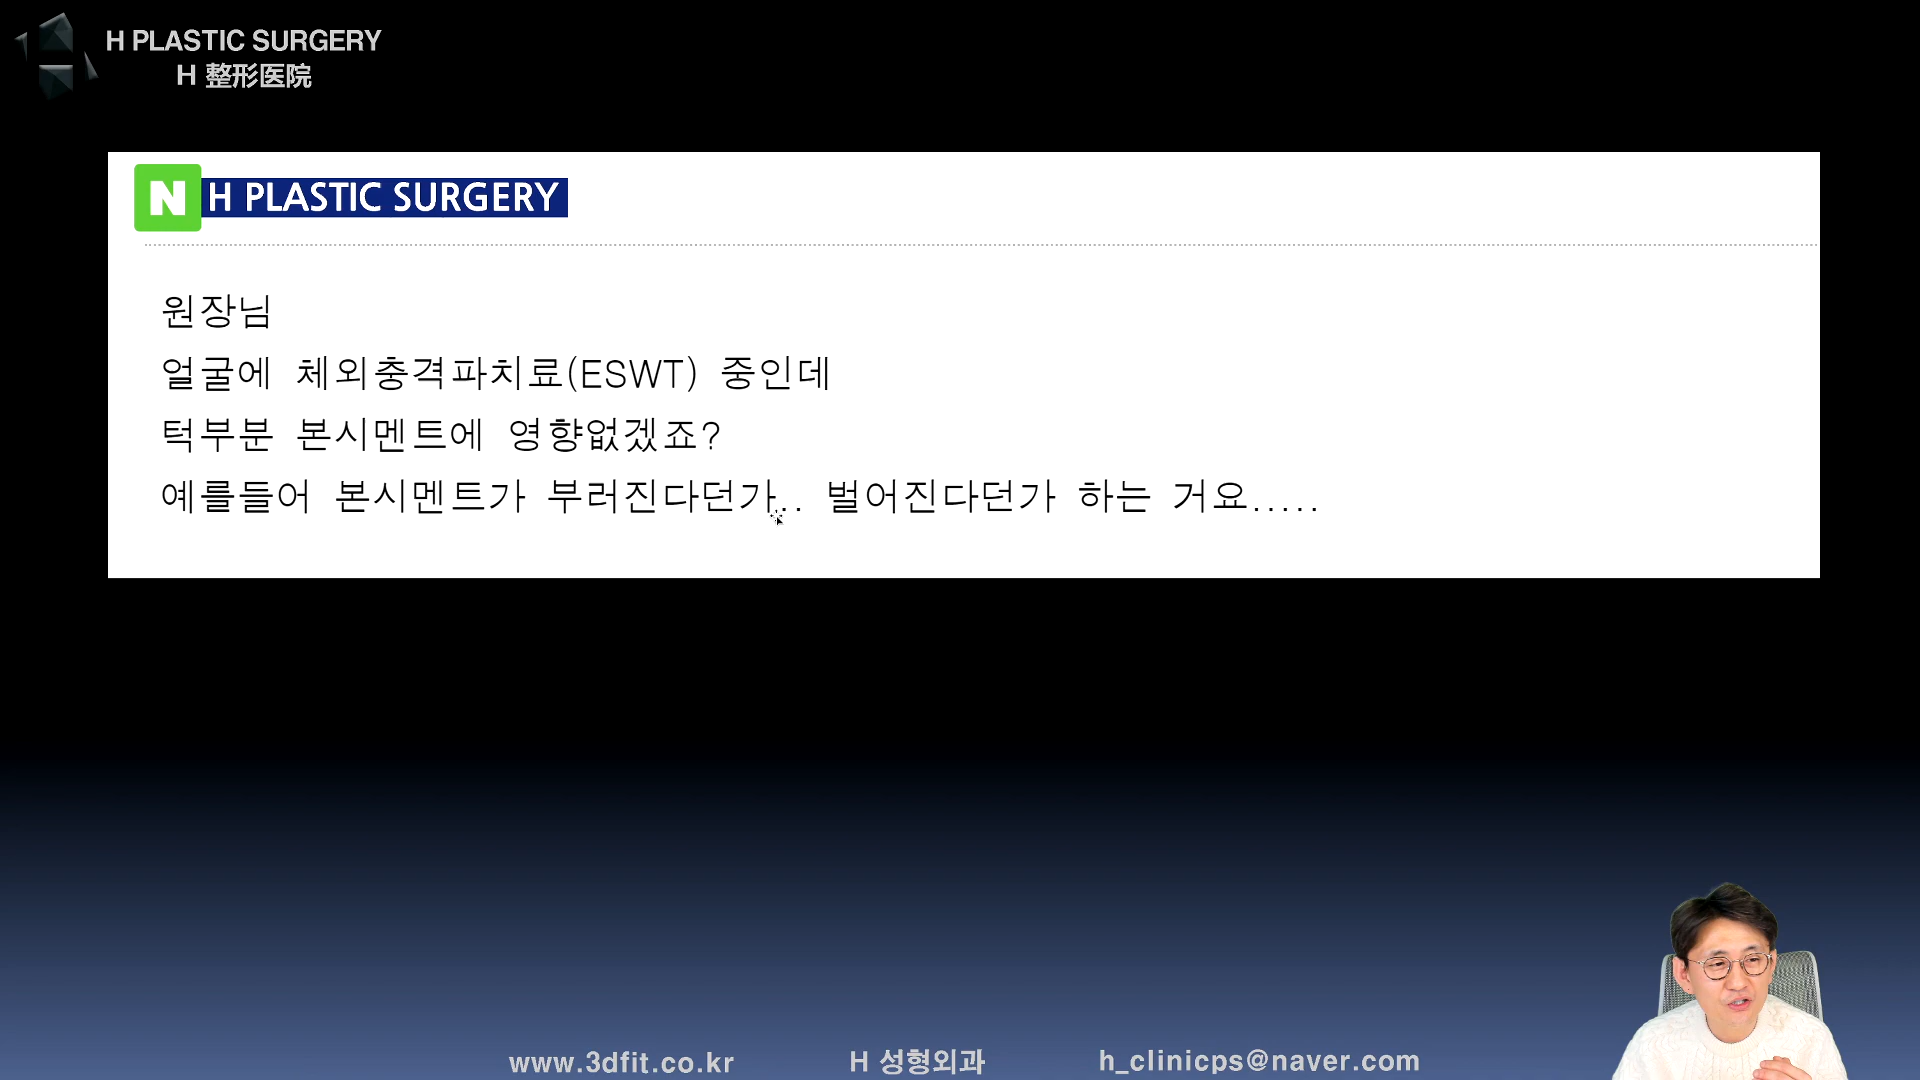 H PLASTIC SURGERY
H 整形医院
N H PLASTIC SURGERY
원장님
얼굴에 체외충격파치료(ESWT) 중인데
턱부분 본시멘트에 영향없겠죠?
예를들어 본시멘트가 부러진다던가.. 벌어진다던가 하는 거요.....
www.3dfit.co.kr H 성형외과 h_clinicps@naver.com